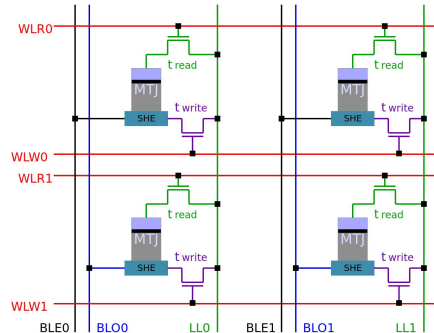 WLR0
t read
t read
MTJ
MTJ
t write
t write
SHE
SHE
WLW0
WLR1
t read
t read
MTJ
MTJ
t write
t write
SHE
SHE
WLW1
BLE0 BLO0 LL0 BLE1 BLO1 LL1